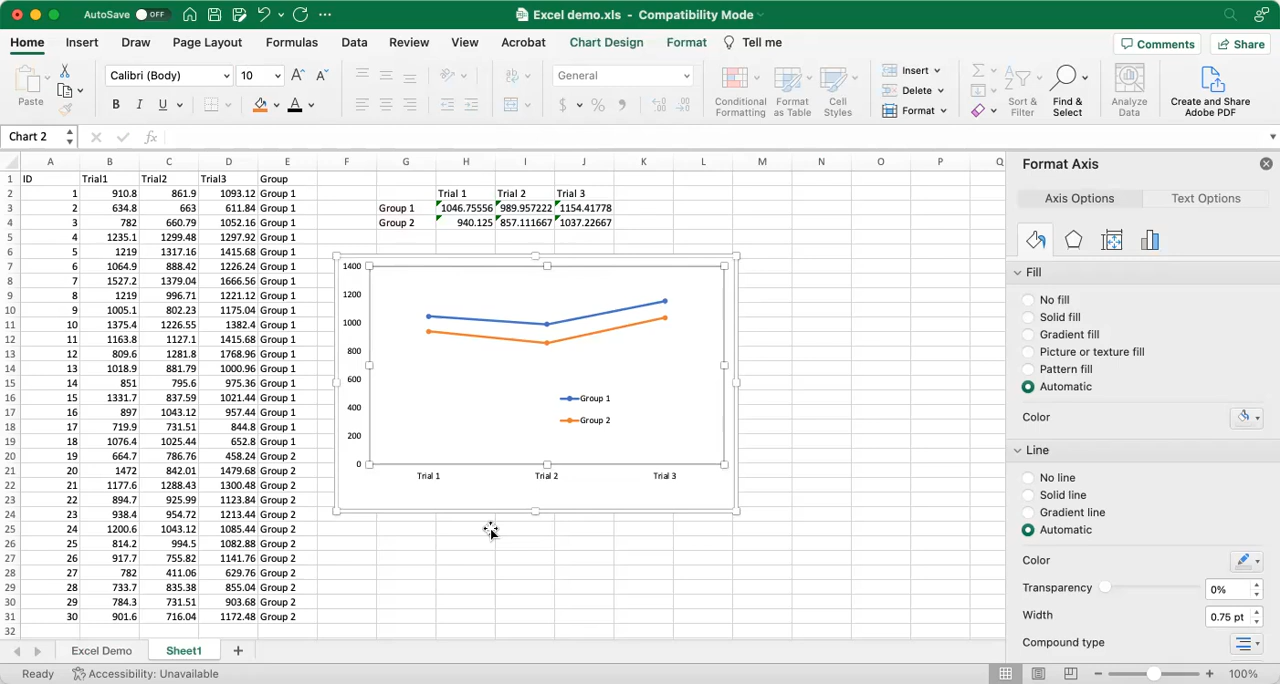 AutoSave OFF Excel demo.xls - Compatibility Mode
Home Insert Draw Page Layout Formulas Data Review View Acrobat Chart Design Format Tell me Comments Share
Paste Calibri (Body) 10 A A General Insert Delete Format
B I U A $ % Conditional Formatting Format as Table Cell Styles Sort & Filter Find & Select Analyze Data Create and Share Adobe PDF
Chart 2 fx
A B C D E F G H I J K L M N O P Q
1 ID Trial1 Trial2 Trial3 Group
2 1 910.8 861.9 1093.12 Group 1 Trial 1 Trial 2 Trial 3
3 2 634.8 663 611.84 Group 1 Group 1 1046.75556 989.957222 1154.41778
4 3 782 660.79 1052.16 Group 1 Group 2 940.125 857.111667 1037.22667
5 4 1235.1 1299.48 1297.92 Group 1
6 5 1219 1317.16 1415.68 Group 1
7 6 1064.9 888.42 1226.24 Group 1
8 7 1527.2 1379.04 1666.56 Group 1
9 8 1219 996.71 1221.12 Group 1
10 9 1005.1 802.23 1175.04 Group 1
11 10 1375.4 1226.55 1382.4 Group 1
12 11 1163.8 1127.1 1415.68 Group 1
13 12 809.6 1281.8 1768.96 Group 1
14 13 1018.9 881.79 1000.96 Group 1
15 14 851 795.6 975.36 Group 1
16 15 1331.7 837.59 1021.44 Group 1
17 16 897 1043.12 957.44 Group 1
18 17 719.9 731.51 844.8 Group 1
19 18 1076.4 1025.44 652.8 Group 1
20 19 664.7 786.76 458.24 Group 2
21 20 1472 842.01 1479.68 Group 2
22 21 1177.6 1288.43 1300.48 Group 2
23 22 894.7 925.99 1123.84 Group 2
24 23 938.4 954.72 1213.44 Group 2
25 24 1200.6 1043.12 1085.44 Group 2
26 25 814.2 994.5 1082.88 Group 2
27 26 917.7 755.82 1141.76 Group 2
28 27 782 411.06 629.76 Group 2
29 28 733.7 835.38 855.04 Group 2
30 29 784.3 731.51 903.68 Group 2
31 30 901.6 716.04 1172.48 Group 2
32
1400
1200
1000
800
600
400
200
0
Group 1
Group 2
Trial 1 Trial 2 Trial 3
Format Axis
Axis Options Text Options
Fill
No fill
Solid fill
Gradient fill
Picture or texture fill
Pattern fill
Automatic
Color
Line
No line
Solid line
Gradient line
Automatic
Color
Transparency 0%
Width 0.75 pt
Compound type
Excel Demo Sheet1 +
Ready Accessibility: Unavailable 100%